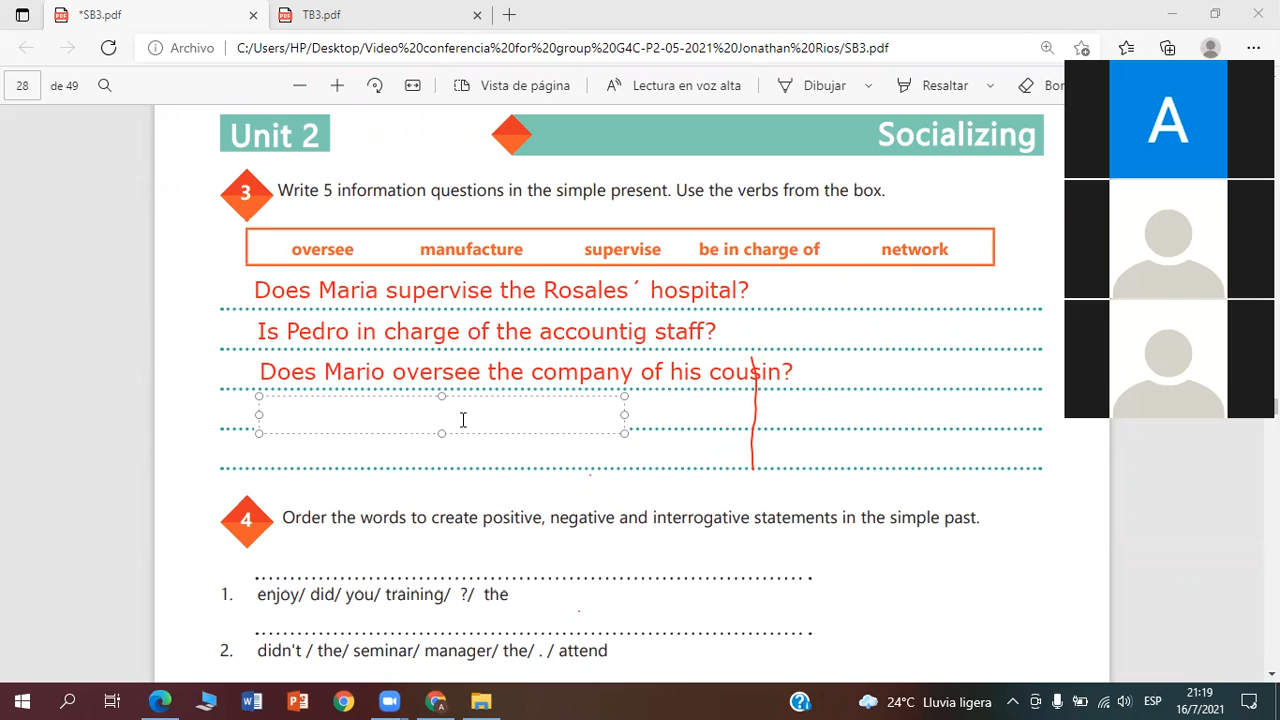 *SB3.pdf
TB3.pdf
Archivo C:/Users/HP/Desktop/Video%20conferencia%20for%20group%20G4C-P2-05-2021%20Jonathan%20Rios/SB3.pdf
28 de 49 Vista de página Lectura en voz alta Dibujar Resaltar Bor
A
Unit 2 Socializing
3 Write 5 information questions in the simple present. Use the verbs from the box.
oversee manufacture supervise be in charge of network
Does Maria supervise the Rosales´ hospital?
Is Pedro in charge of the accountig staff?
Does Mario oversee the company of his cousin?
4 Order the words to create positive, negative and interrogative statements in the simple past.
1. enjoy/ did/ you/ training/ ?/ the
2. didn't / the/ seminar/ manager/ the/ . / attend
24°C Lluvia ligera ESP 21:19
16/7/2021